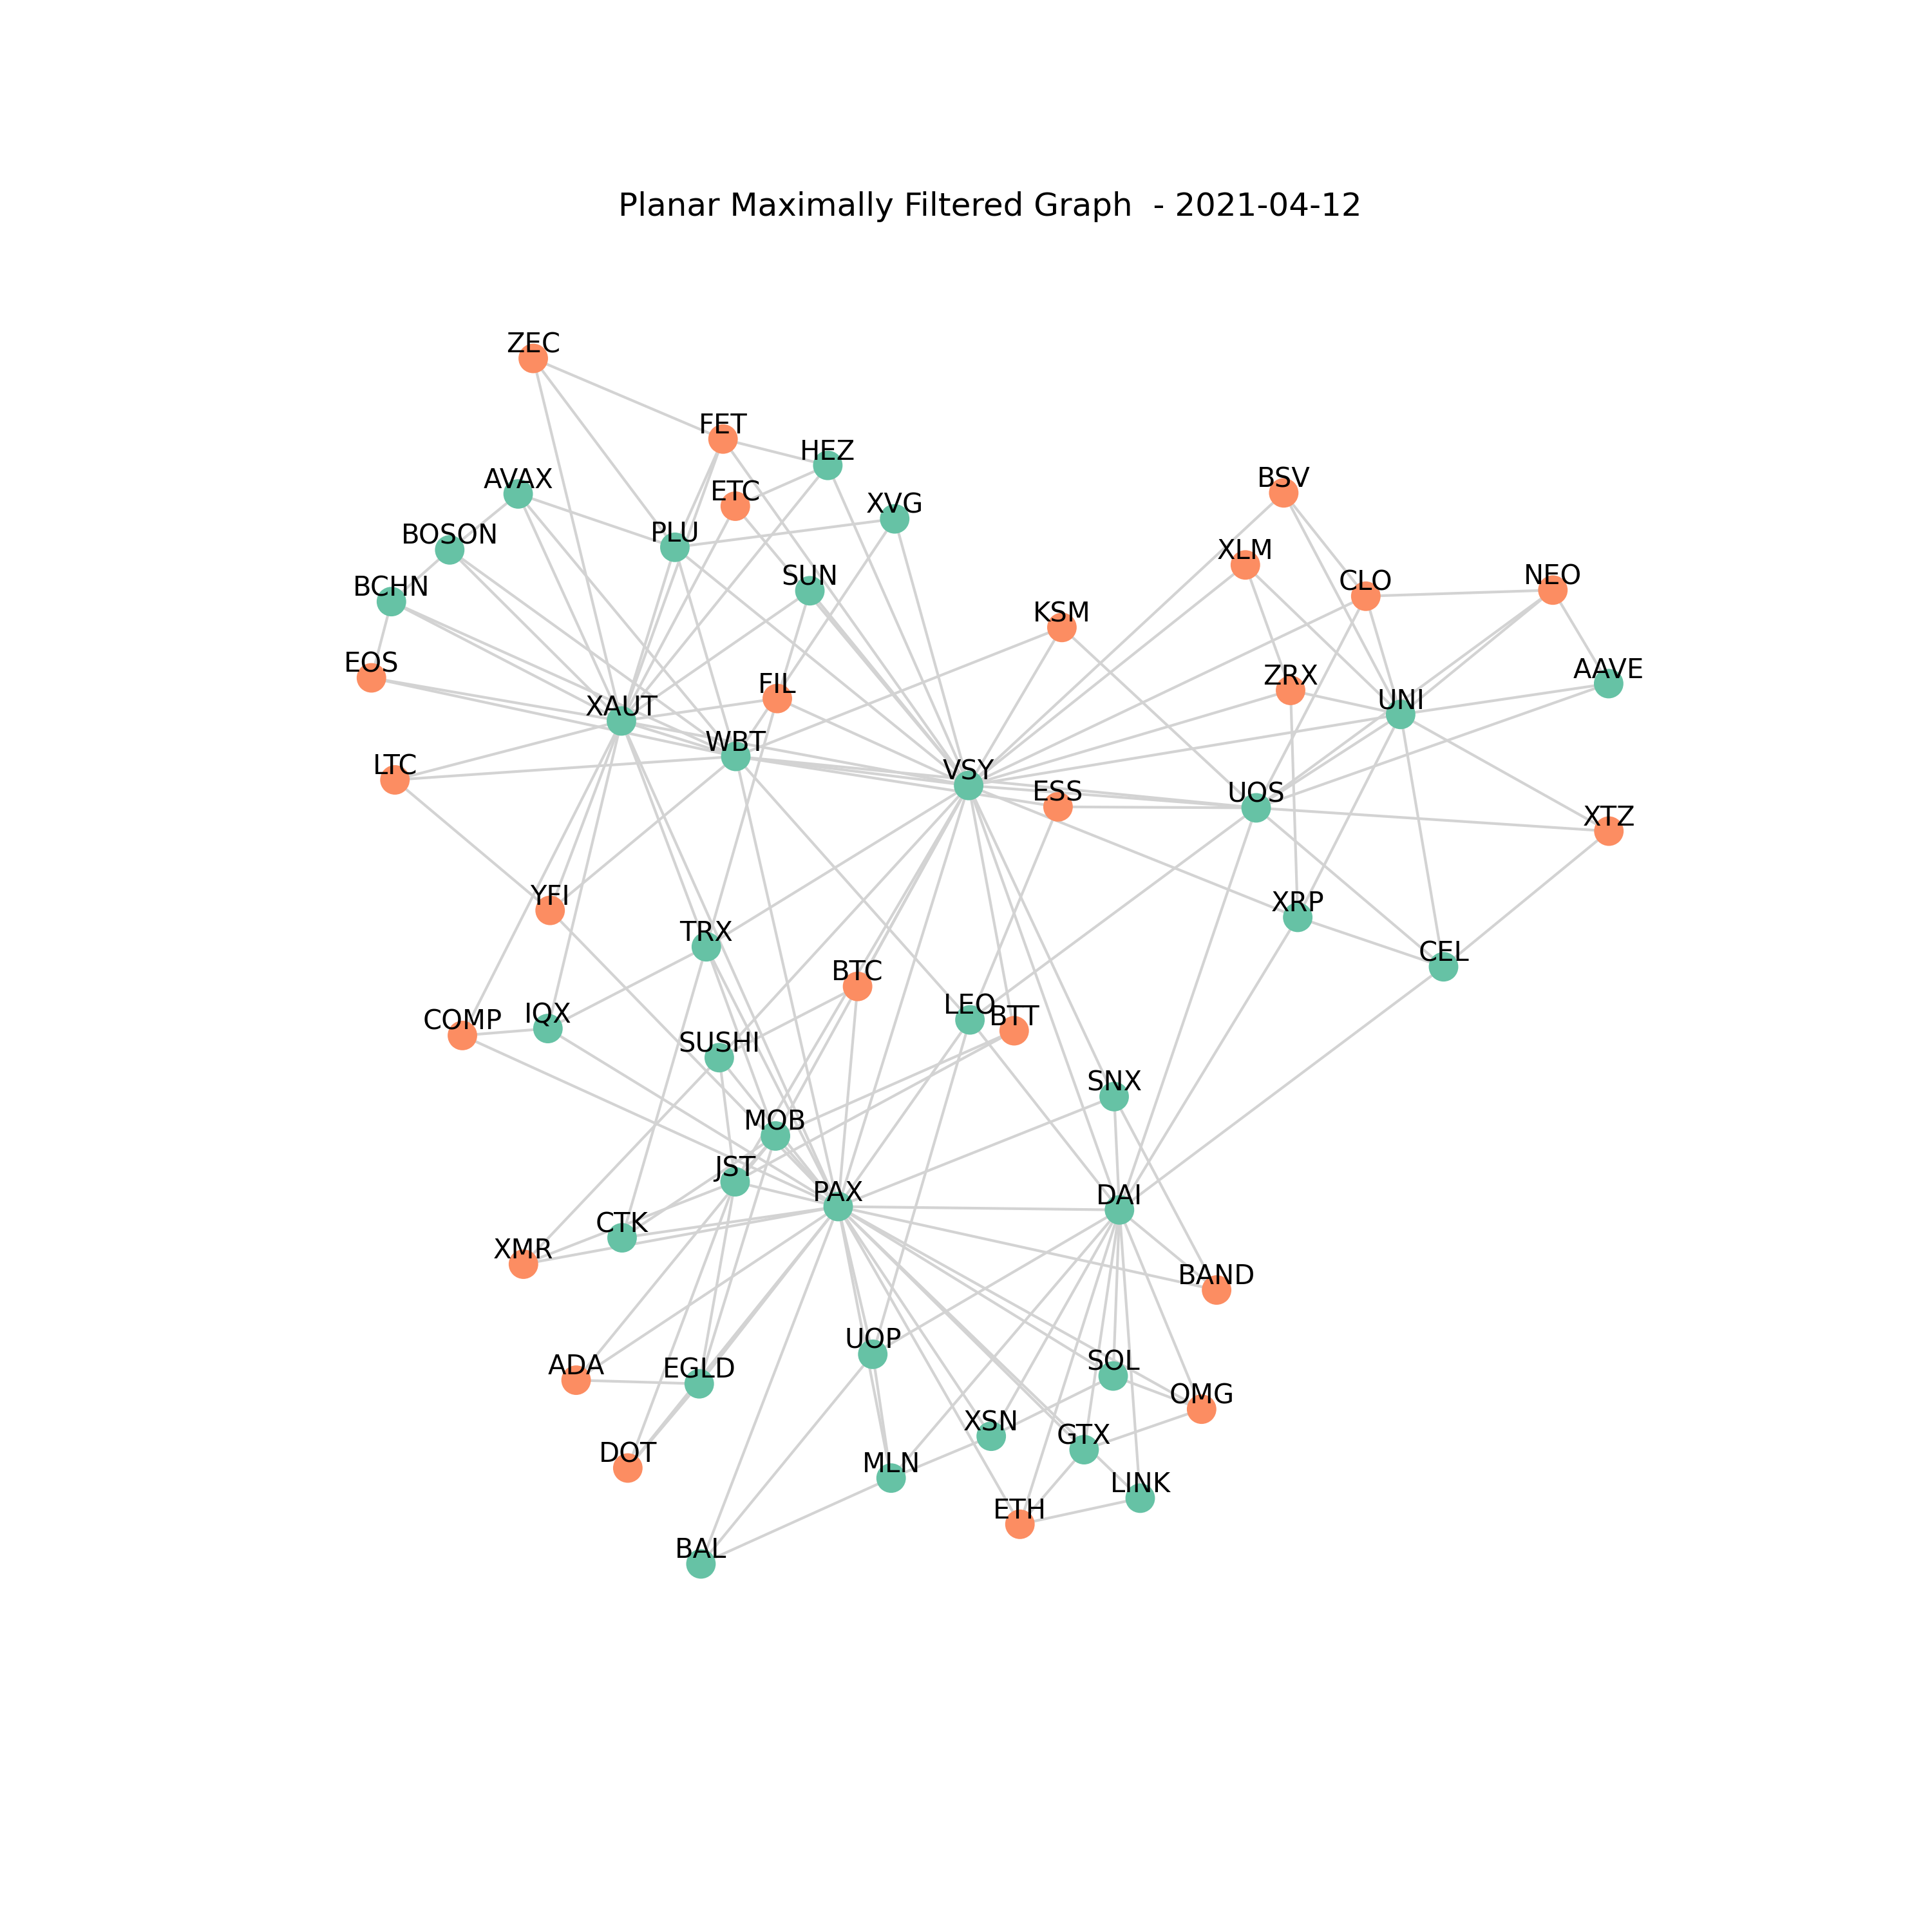 Planar Maximally Filtered Graph  - 2021-04-12
ZEC
FET
HEZ
AVAX
ETC
BSV
XVG
BOSON
PLU
XLM
SUN
CLO
NEO
BCHN
KSM
EOS
FIL
ZRX
AAVE
XAUT
UNI
WBT
LTC
VSY
ESS
UOS
XTZ
YFI
XRP
TRX
CEL
BTC
LEO
BTT
COMP
IQX
SUSHI
SNX
MOB
JST
PAX
DAI
CTK
XMR
BAND
UOP
ADA
EGLD
SOL
OMG
XSN
GTX
DOT
MLN
LINK
ETH
BAL